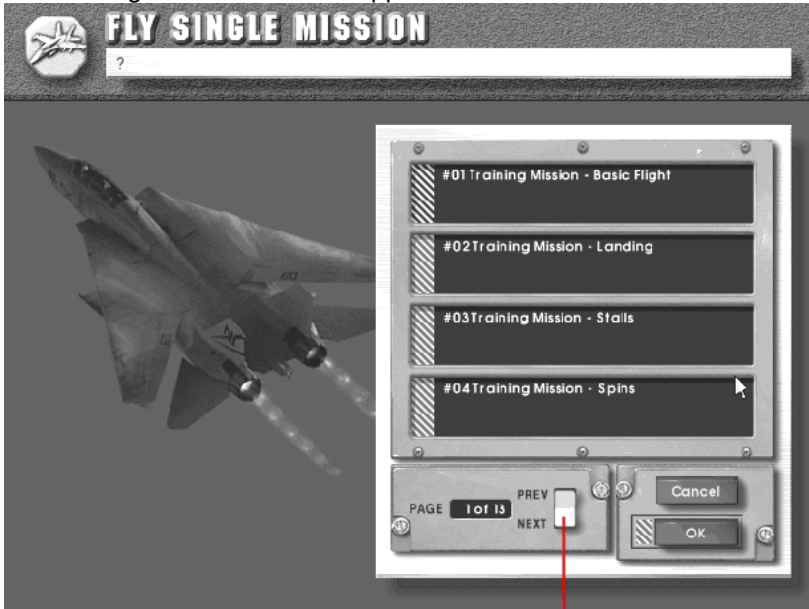 FLY SINGLE MISSION
?
#01 Training Mission - Basic Flight
#02 Training Mission - Landing
#03 Training Mission - Stalls
#04 Training Mission - Spins
PAGE 1 of 13 PREV
NEXT
Cancel
OK